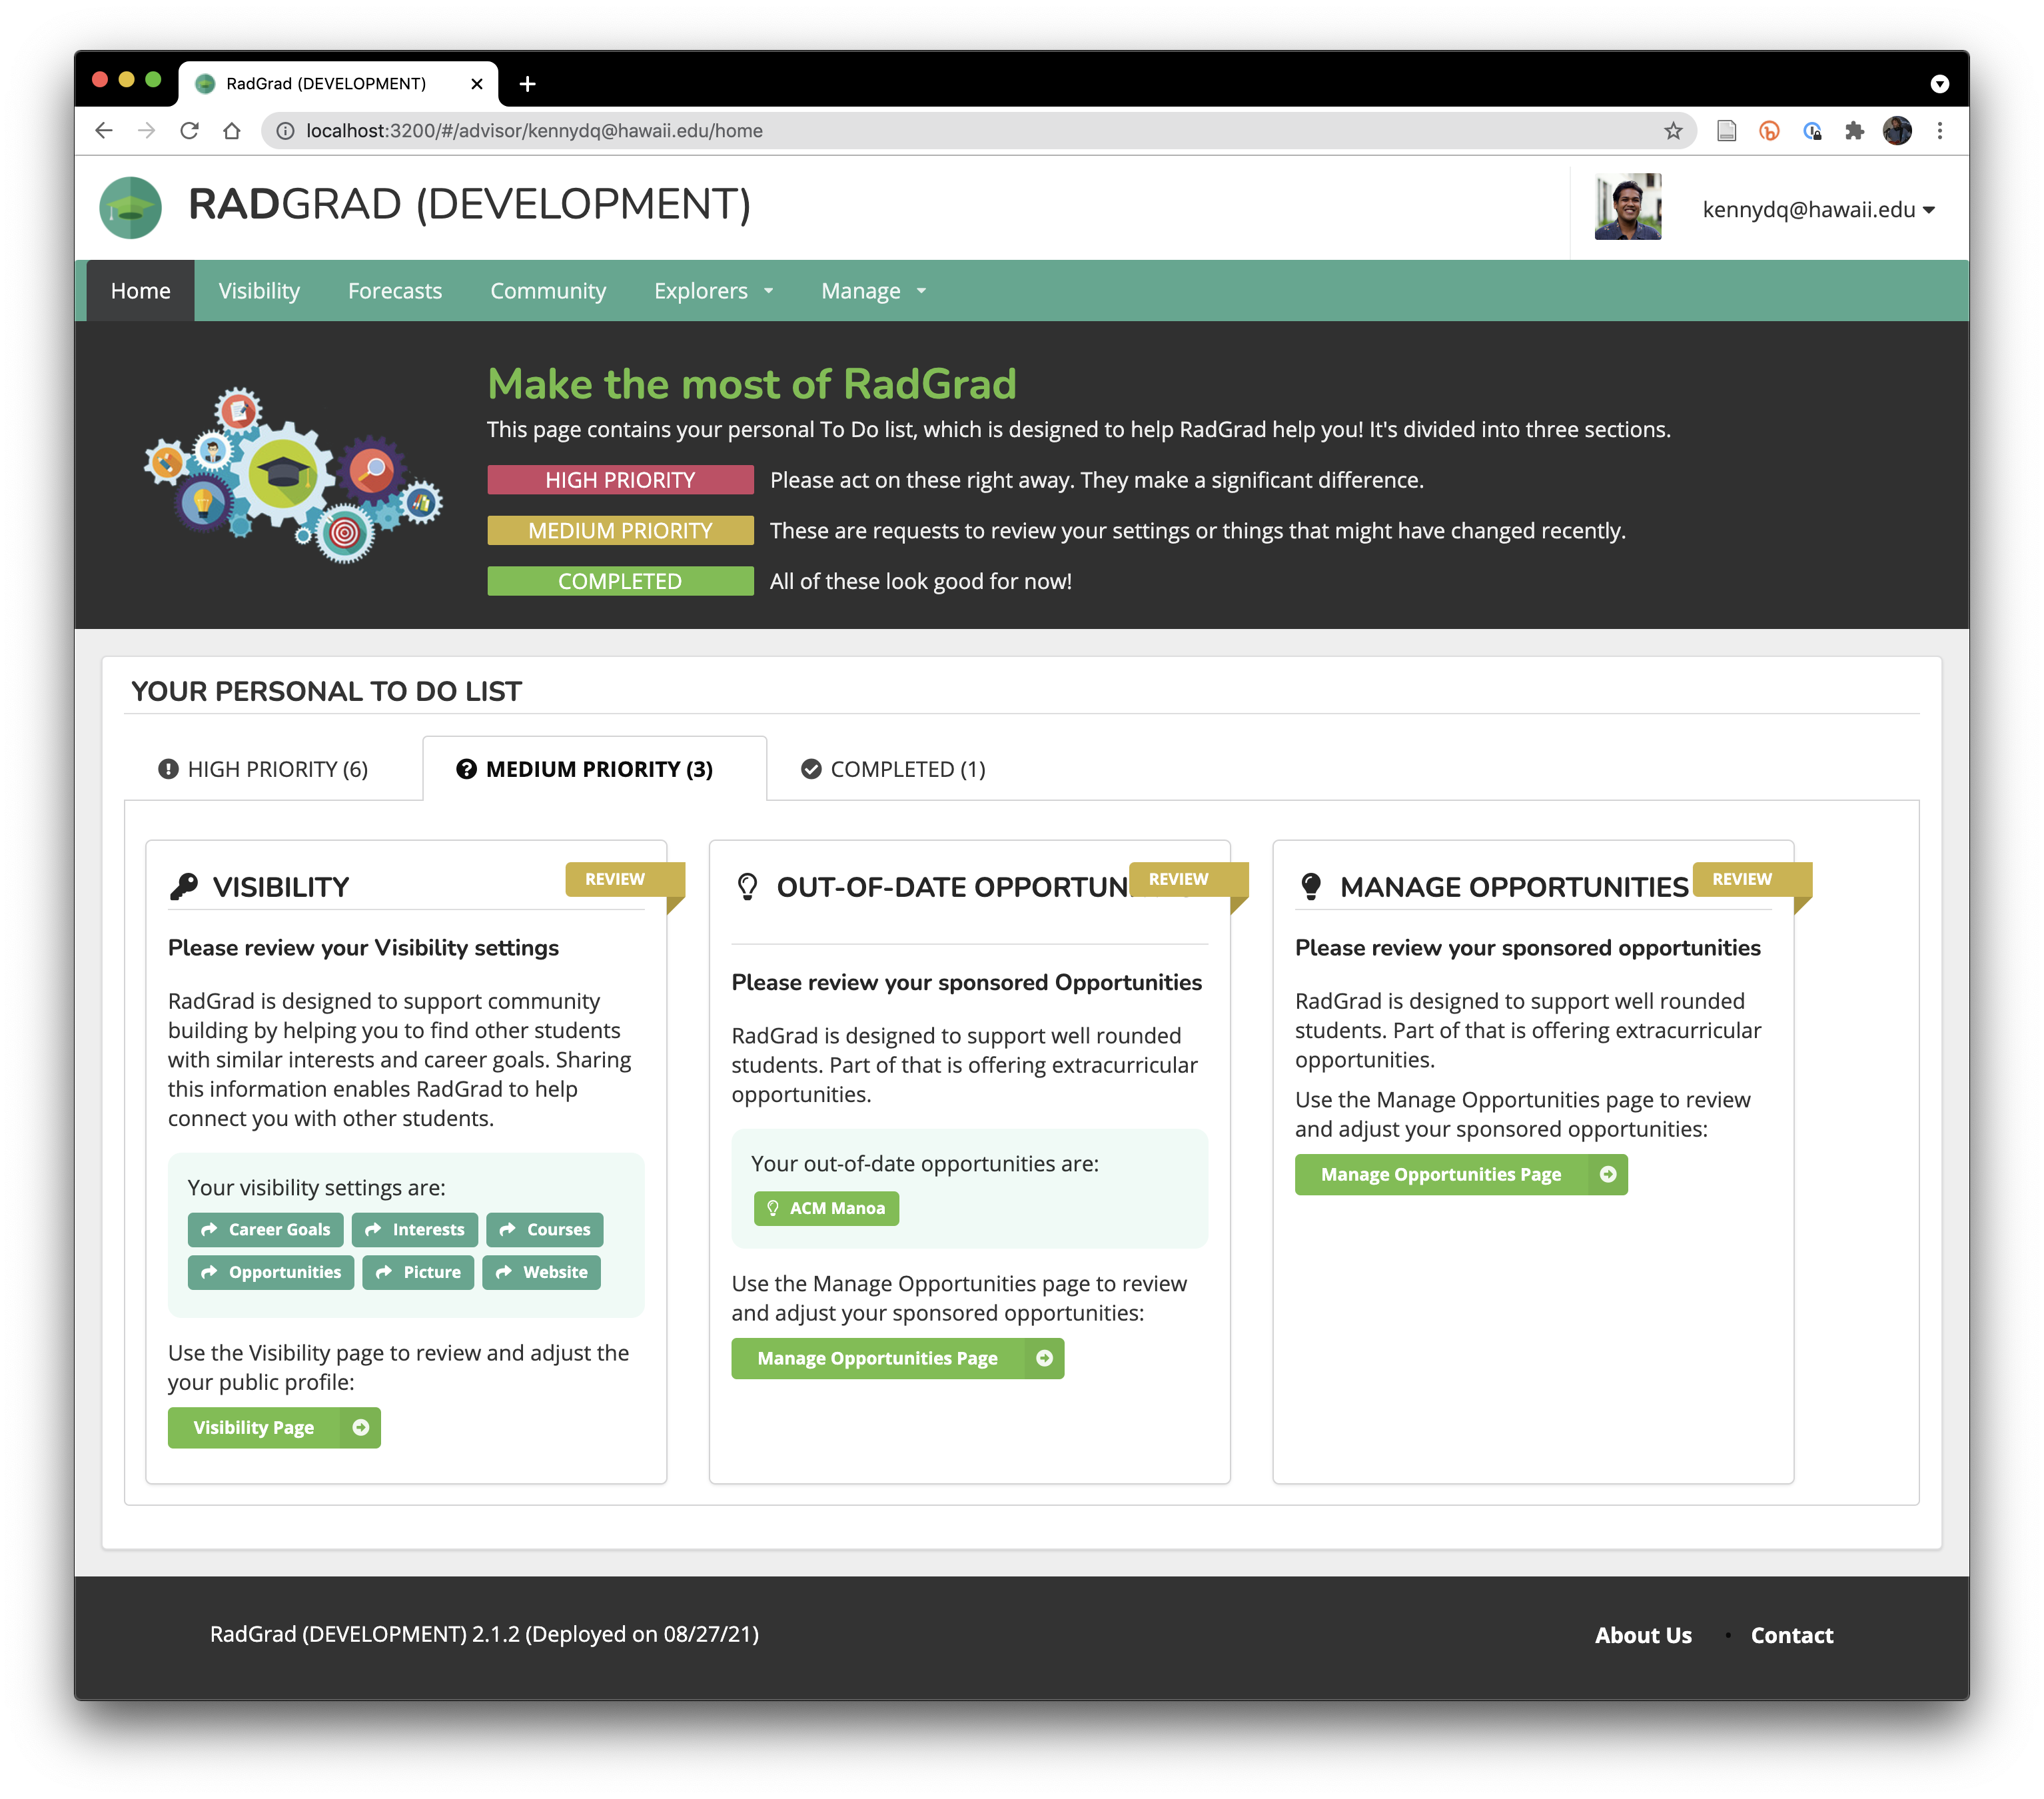 RadGrad (DEVELOPMENT)
localhost:3200/#/advisor/kennydq@hawaii.edu/home
RADGRAD (DEVELOPMENT)
kennydq@hawaii.edu
Home Visibility Forecasts Community Explorers Manage
Make the most of RadGrad
This page contains your personal To Do list, which is designed to help RadGrad help you! It's divided into three sections.
HIGH PRIORITY Please act on these right away. They make a significant difference.
MEDIUM PRIORITY These are requests to review your settings or things that might have changed recently.
COMPLETED All of these look good for now!
YOUR PERSONAL TO DO LIST
HIGH PRIORITY (6) MEDIUM PRIORITY (3) COMPLETED (1)
VISIBILITY
REVIEW
Please review your Visibility settings
RadGrad is designed to support community
building by helping you to find other students
with similar interests and career goals. Sharing
this information enables RadGrad to help
connect you with other students.
Your visibility settings are:
Career Goals Interests Courses
Opportunities Picture Website
Use the Visibility page to review and adjust the
your public profile:
Visibility Page
OUT-OF-DATE OPPORTUN
REVIEW
Please review your sponsored Opportunities
RadGrad is designed to support well rounded
students. Part of that is offering extracurricular
opportunities.
Your out-of-date opportunities are:
ACM Manoa
Use the Manage Opportunities page to review
and adjust your sponsored opportunities:
Manage Opportunities Page
MANAGE OPPORTUNITIES
REVIEW
Please review your sponsored opportunities
RadGrad is designed to support well rounded
students. Part of that is offering extracurricular
opportunities.
Use the Manage Opportunities page to review
and adjust your sponsored opportunities:
Manage Opportunities Page
RadGrad (DEVELOPMENT) 2.1.2 (Deployed on 08/27/21)
About Us · Contact